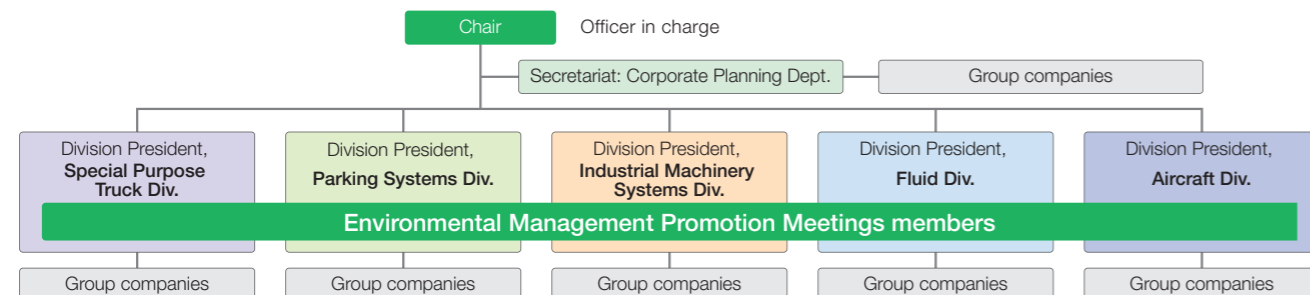 Chair
Officer in charge
Secretariat: Corporate Planning Dept.
Group companies
Division President,
Special Purpose
Truck Div.
Division President,
Parking Systems Div.
Division President,
Industrial Machinery
Systems Div.
Division President,
Fluid Div.
Division President,
Aircraft Div.
Environmental Management Promotion Meetings members
Group companies
Group companies
Group companies
Group companies
Group companies